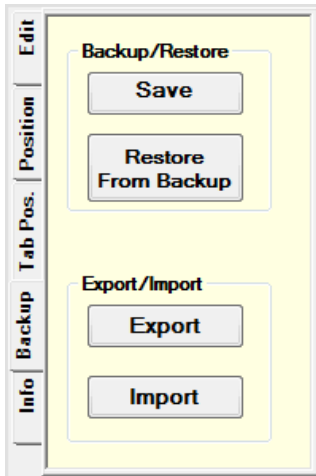 Edit
Position
Tab Pos.
Backup
Info
Backup/Restore
Save
Restore
From Backup
Export/Import
Export
Import